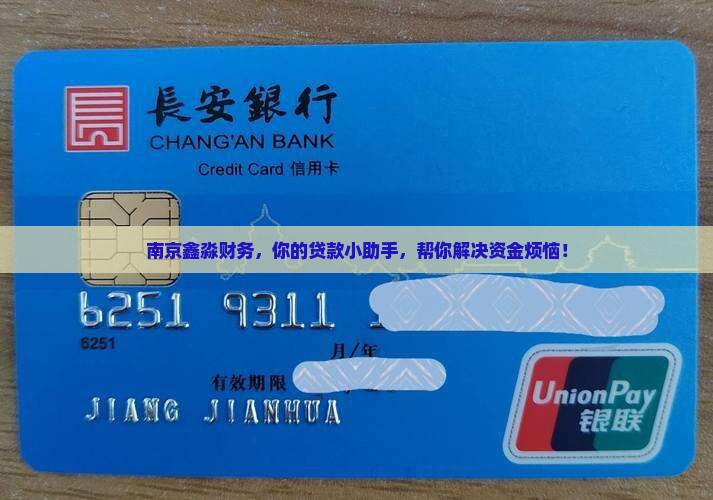 長安銀行
CHANG'AN BANK
Credit Card 信用卡
南京鑫淼财务，你的贷款小助手，帮你解决资金烦恼！
6251 9311
6251
月/年
有效期限
JIANG JIANHUA
UnionPay
银联